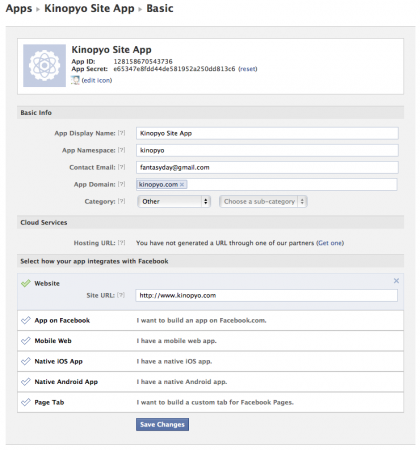 Apps ▸ Kinopyo Site App ▸ Basic
Kinopyo Site App
App ID: 128158670543736
App Secret: e65347e8fdd44de581952a250dd813c6 (reset)
(edit icon)
Basic Info
App Display Name: [?] Kinopyo Site App
App Namespace: [?] kinopyo
Contact Email: [?] fantasyday@gmail.com
App Domain: [?] kinopyo.com ×
Category: [?] Other Choose a sub-category
Cloud Services
Hosting URL: [?] You have not generated a URL through one of our partners (Get one)
Select how your app integrates with Facebook
Website ×
Site URL: [?] http://www.kinopyo.com
App on Facebook I want to build an app on Facebook.com.
Mobile Web I have a mobile web app.
Native iOS App I have a native iOS app.
Native Android App I have a native Android app.
Page Tab I want to build a custom tab for Facebook Pages.
Save Changes